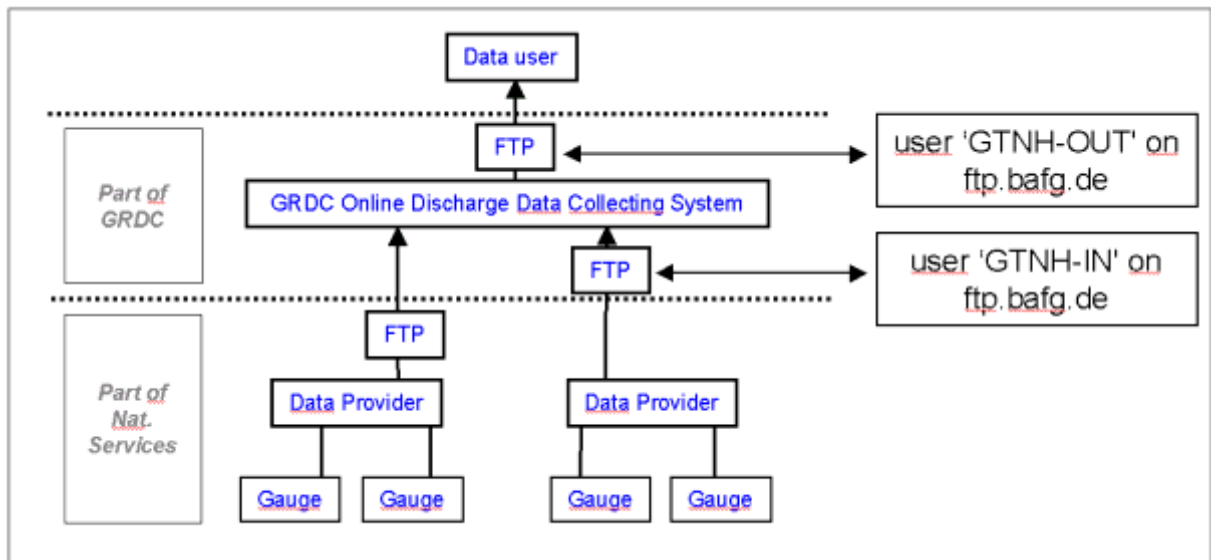 Data user
FTP
user 'GTNH-OUT' on
ftp.bafg.de
Part of
GRDC
GRDC Online Discharge Data Collecting System
FTP
user 'GTNH-IN' on
ftp.bafg.de
FTP
Part of
Nat.
Services
Data Provider
Data Provider
Gauge
Gauge
Gauge
Gauge